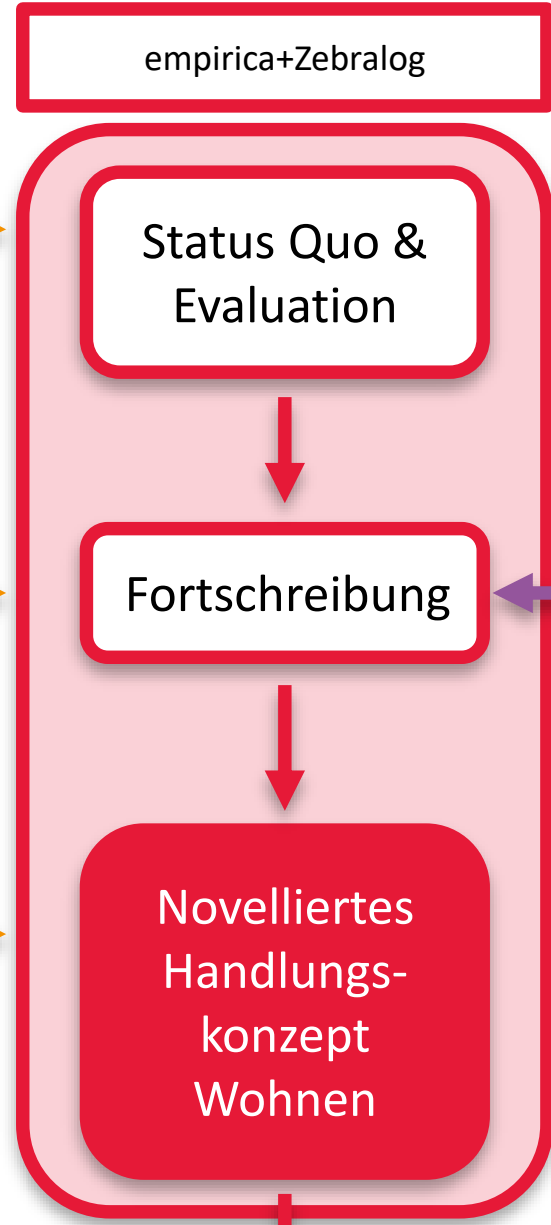 empirica+Zebralog
Status Quo &
Evaluation
Fortschreibung
Novelliertes
Handlungs-
konzept
Wohnen